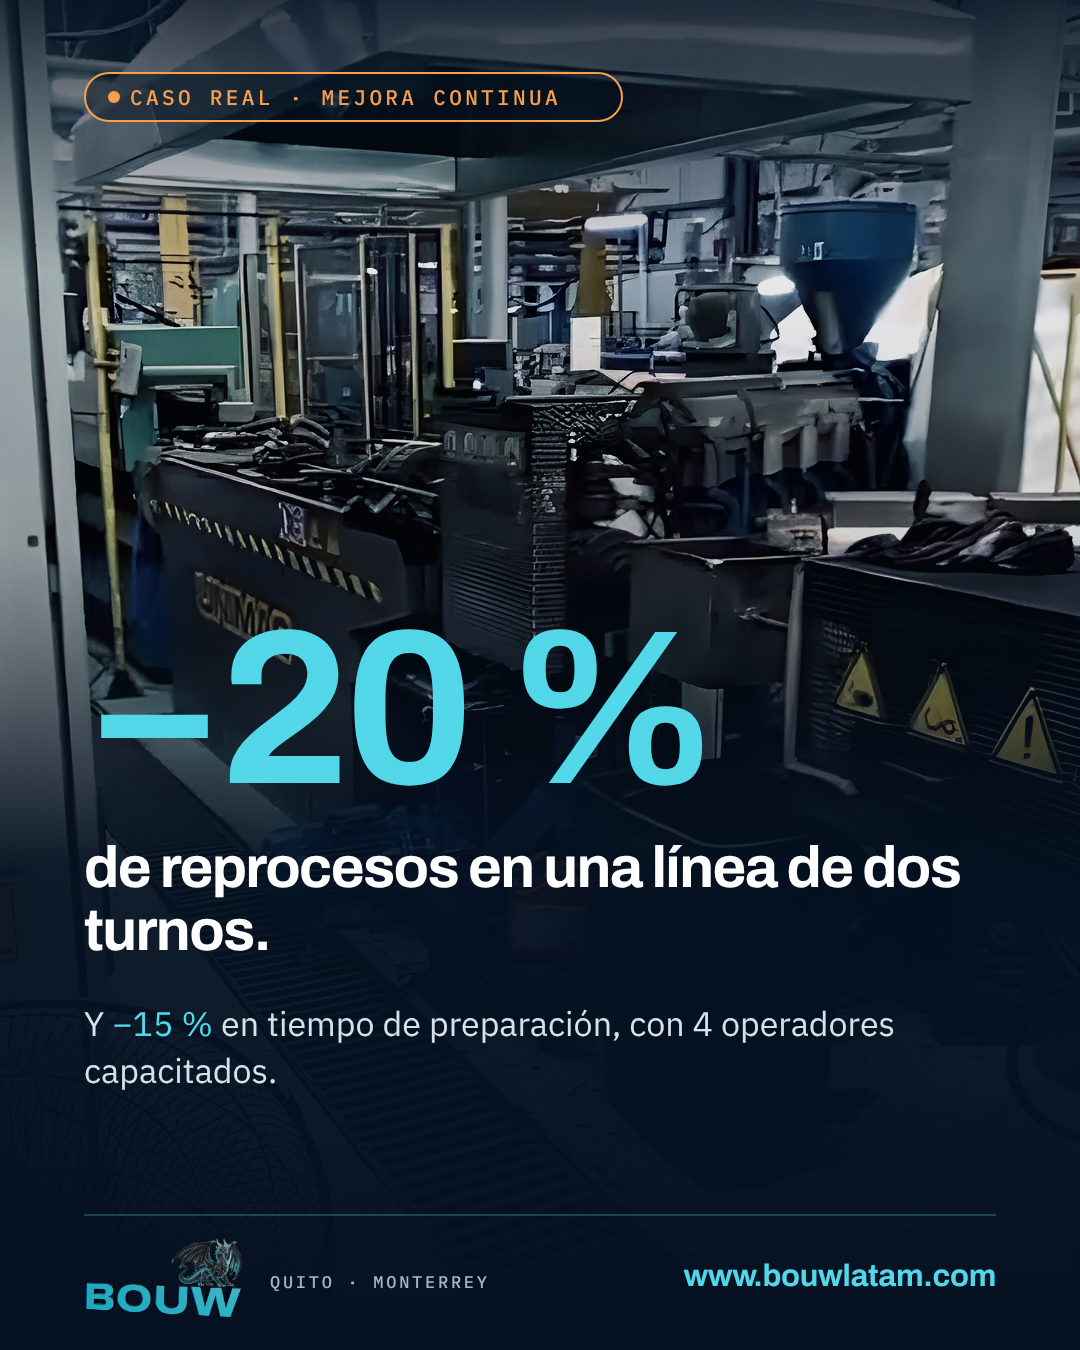 CASO REAL · MEJORA CONTINUA
–20 %
de reprocesos en una línea de dos
turnos.
Y –15 % en tiempo de preparación, con 4 operadores
capacitados.
BOUW
QUITO · MONTERREY
www.bouwlatam.com